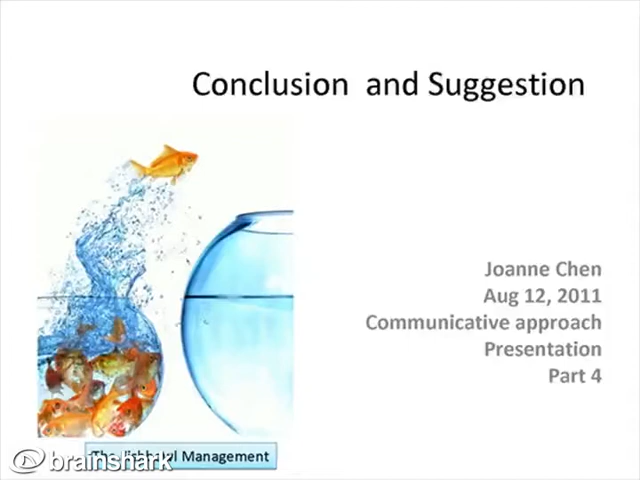 Conclusion and Suggestion
Joanne Chen
Aug 12, 2011
Communicative approach
Presentation
Part 4
Management
brainshark